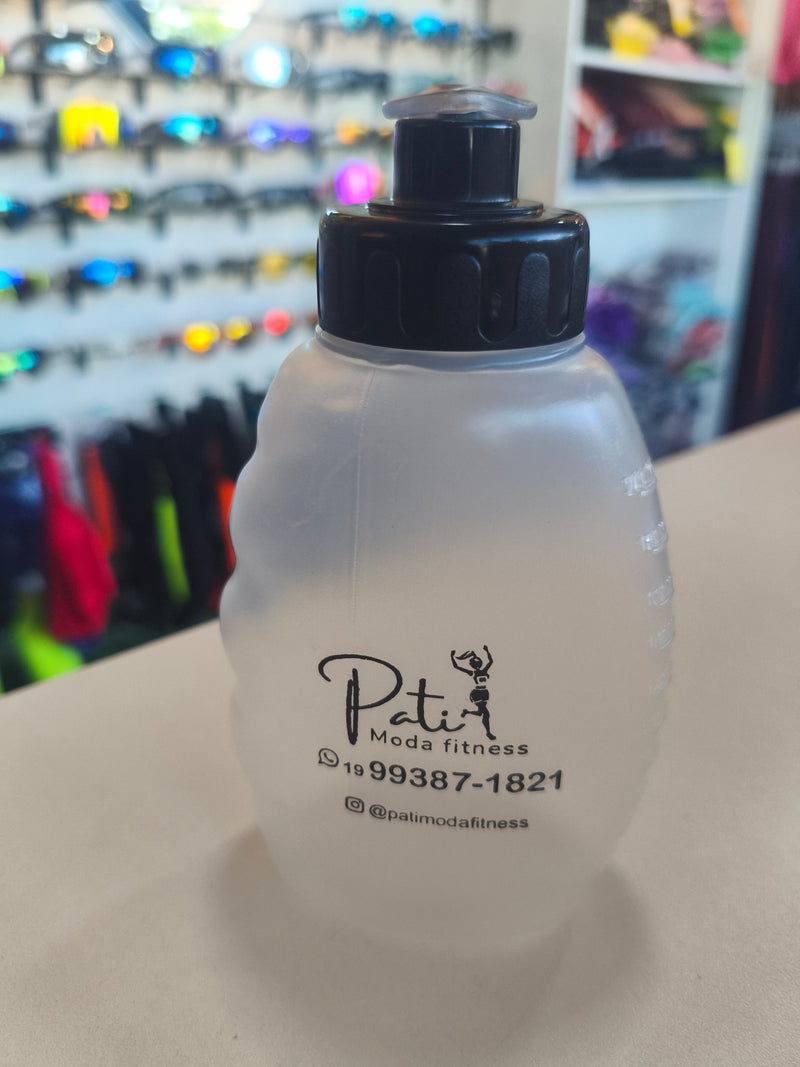 Pati
Moda fitness
19 99387-1821
@patimodafitness